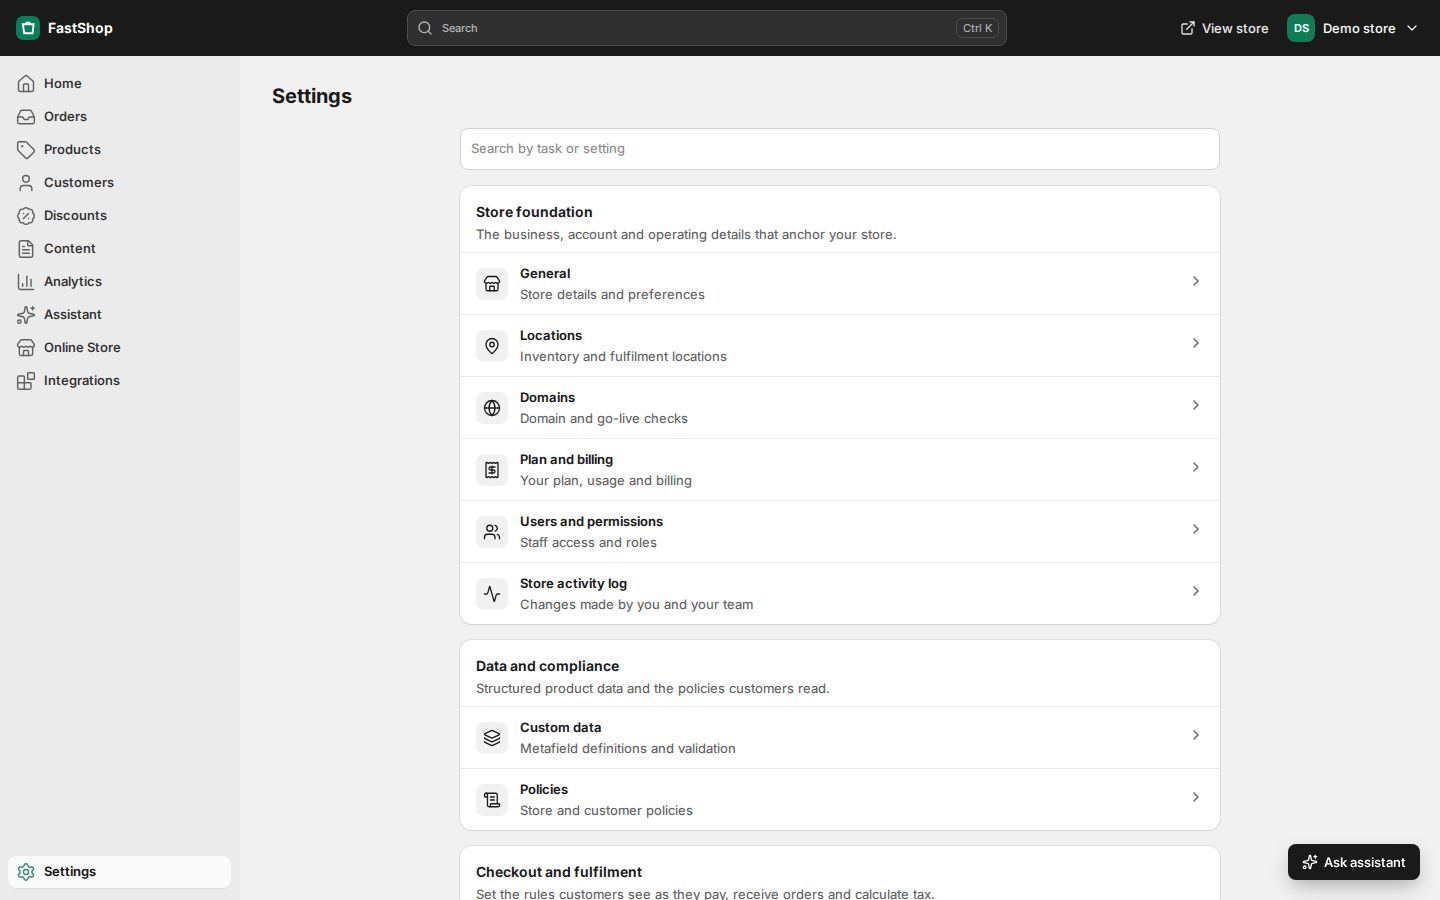 FastShop
Search
Ctrl K
View store
DS
Demo store
Home
Orders
Products
Customers
Discounts
Content
Analytics
Assistant
Online Store
Integrations
Settings
Settings
Search by task or setting
Store foundation
The business, account and operating details that anchor your store.
General
Store details and preferences
Locations
Inventory and fulfilment locations
Domains
Domain and go-live checks
Plan and billing
Your plan, usage and billing
Users and permissions
Staff access and roles
Store activity log
Changes made by you and your team
Data and compliance
Structured product data and the policies customers read.
Custom data
Metafield definitions and validation
Policies
Store and customer policies
Checkout and fulfilment
Set the rules customers see as they pay, receive orders and calculate tax.
Ask assistant